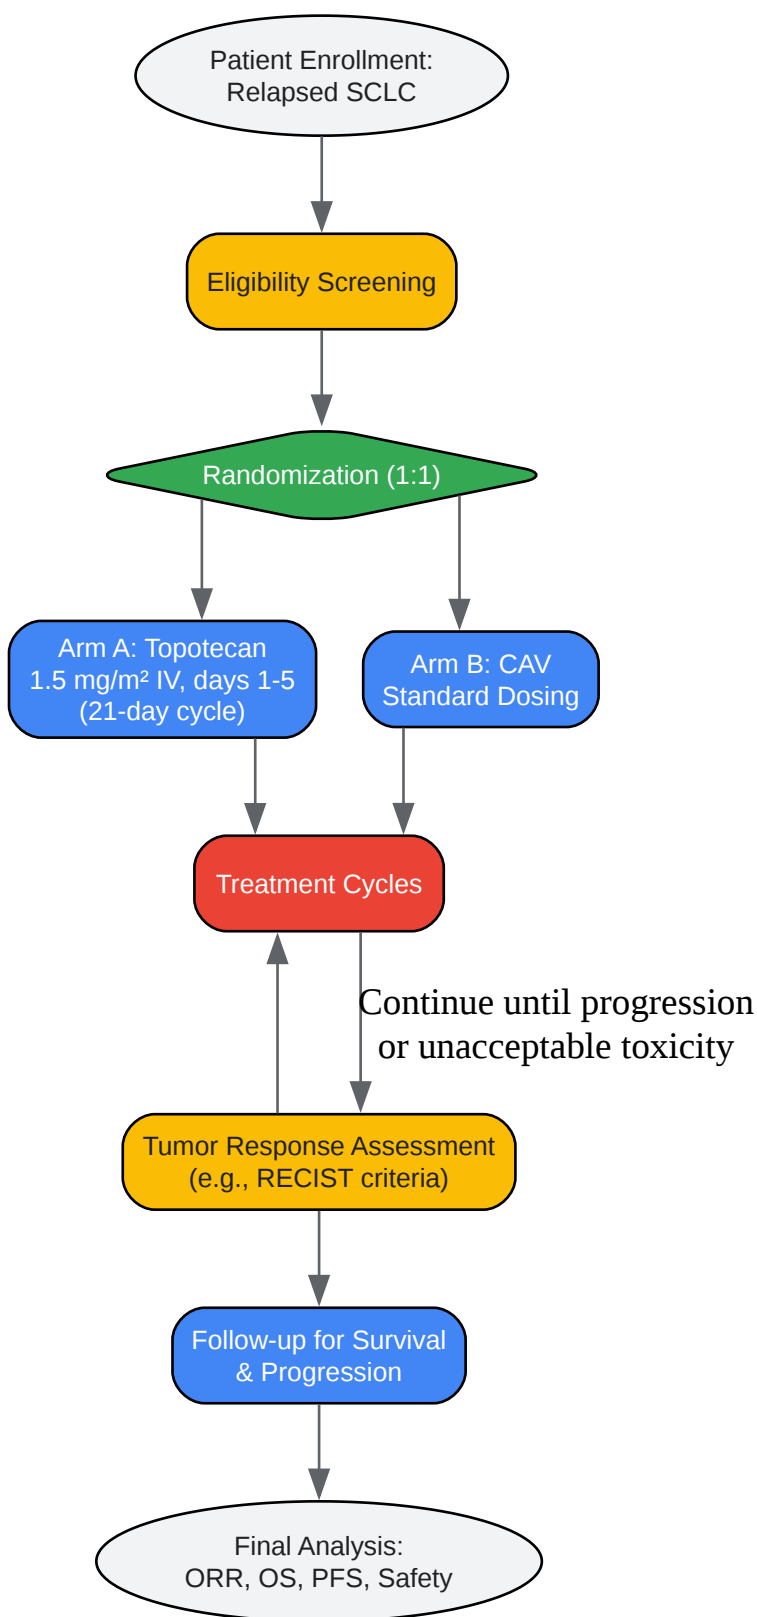 Patient Enrollment:
Relapsed SCLC
Eligibility Screening
Randomization (1:1)
Arm A: Topotecan
1.5 mg/m² IV, days 1-5
(21-day cycle)
Arm B: CAV
Standard Dosing
Treatment Cycles
Continue until progression
or unacceptable toxicity
Tumor Response Assessment
(e.g., RECIST criteria)
Follow-up for Survival
& Progression
Final Analysis:
ORR, OS, PFS, Safety